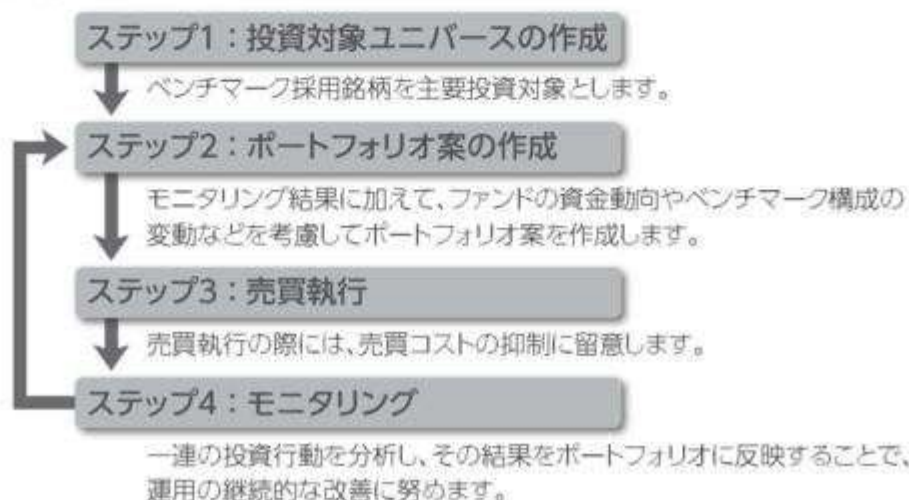 ステップ1：投資対象ユニバースの作成
ベンチマーク採用銘柄を主要投資対象とします。
ステップ2：ポートフォリオ案の作成
モニタリング結果に加えて、ファンドの資金動向やベンチマーク構成の
変動などを考慮してポートフォリオ案を作成します。
ステップ3：売買執行
売買執行の際には、売買コストの抑制に留意します。
ステップ4：モニタリング
一連の投資行動を分析し、その結果をポートフォリオに反映することで、
運用の継続的な改善に努めます。